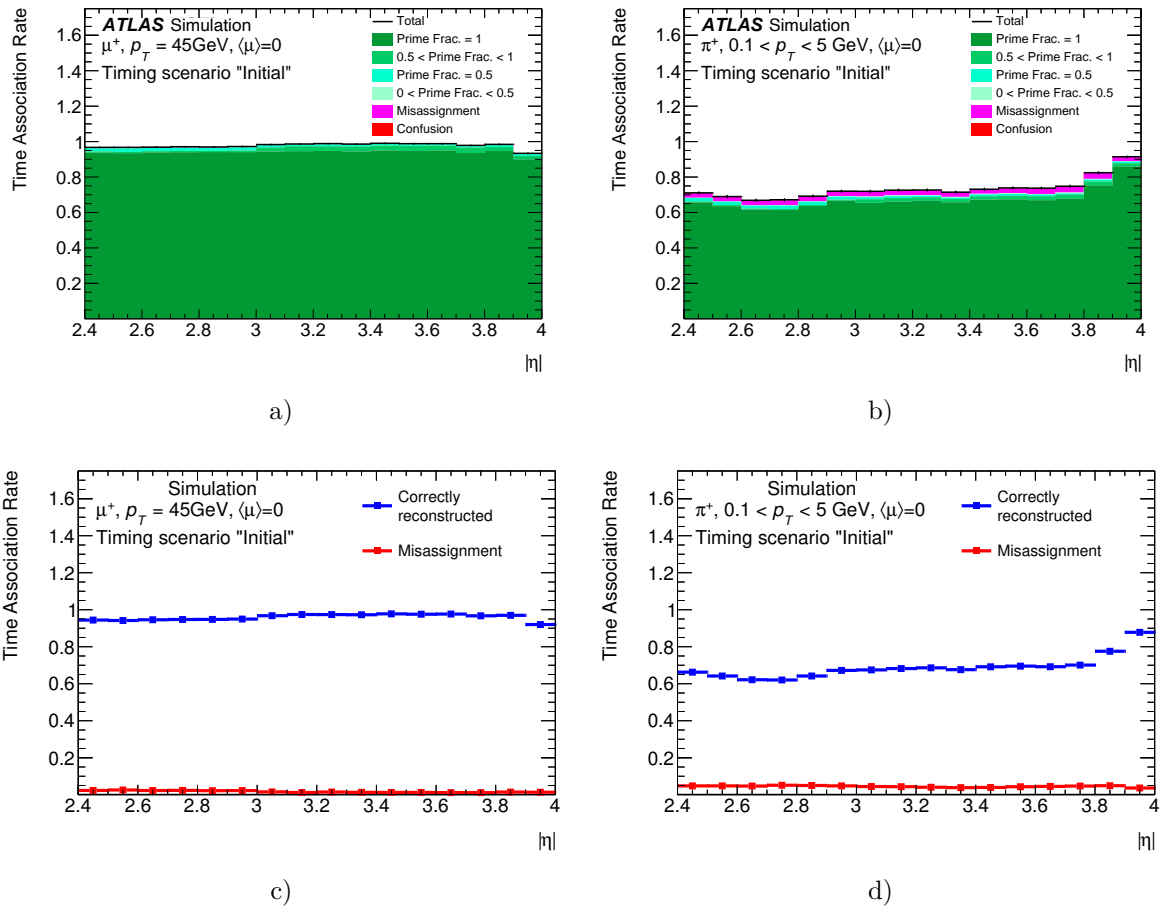 ATLAS Simulation
μ⁺, p_T = 45GeV, ⟨μ⟩=0
Timing scenario "Initial"
Total
Prime Frac. = 1
0.5 < Prime Frac. < 1
Prime Frac. = 0.5
0 < Prime Frac. < 0.5
Misassignment
Confusion
Time Association Rate
1.6
1.4
1.2
1
0.8
0.6
0.4
0.2
2.4 2.6 2.8 3 3.2 3.4 3.6 3.8 4
|η|
a)
ATLAS Simulation
π⁺, 0.1 < p_T < 5 GeV, ⟨μ⟩=0
Timing scenario "Initial"
Total
Prime Frac. = 1
0.5 < Prime Frac. < 1
Prime Frac. = 0.5
0 < Prime Frac. < 0.5
Misassignment
Confusion
Time Association Rate
1.6
1.4
1.2
1
0.8
0.6
0.4
0.2
2.4 2.6 2.8 3 3.2 3.4 3.6 3.8 4
|η|
b)
Simulation
μ⁺, p_T = 45GeV, ⟨μ⟩=0
Timing scenario "Initial"
Correctly
reconstructed
Misassignment
Time Association Rate
1.6
1.4
1.2
1
0.8
0.6
0.4
0.2
2.4 2.6 2.8 3 3.2 3.4 3.6 3.8 4
|η|
c)
Simulation
π⁺, 0.1 < p_T < 5 GeV, ⟨μ⟩=0
Timing scenario "Initial"
Correctly
reconstructed
Misassignment
Time Association Rate
1.6
1.4
1.2
1
0.8
0.6
0.4
0.2
2.4 2.6 2.8 3 3.2 3.4 3.6 3.8 4
|η|
d)